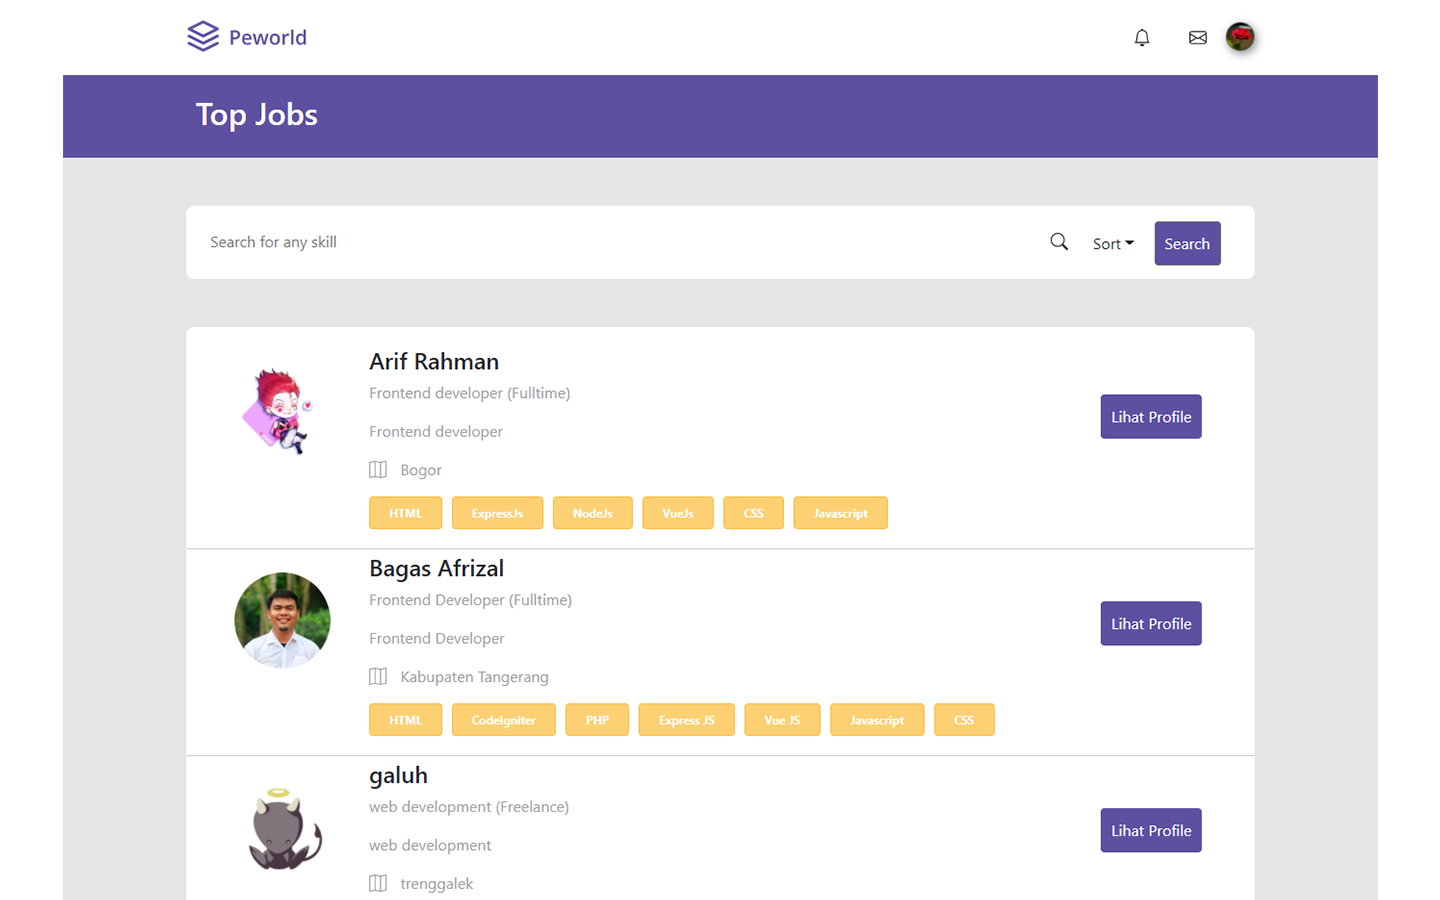 Peworld
Top Jobs
Search for any skill
Sort
Search
Arif Rahman
Frontend developer (Fulltime)
Lihat Profile
Frontend developer
Bogor
HTML ExpressJs NodeJs VueJs CSS Javascript
Bagas Afrizal
Frontend Developer (Fulltime)
Lihat Profile
Frontend Developer
Kabupaten Tangerang
HTML CodeIgniter PHP Express JS Vue JS Javascript CSS
galuh
web development (Freelance)
Lihat Profile
web development
trenggalek